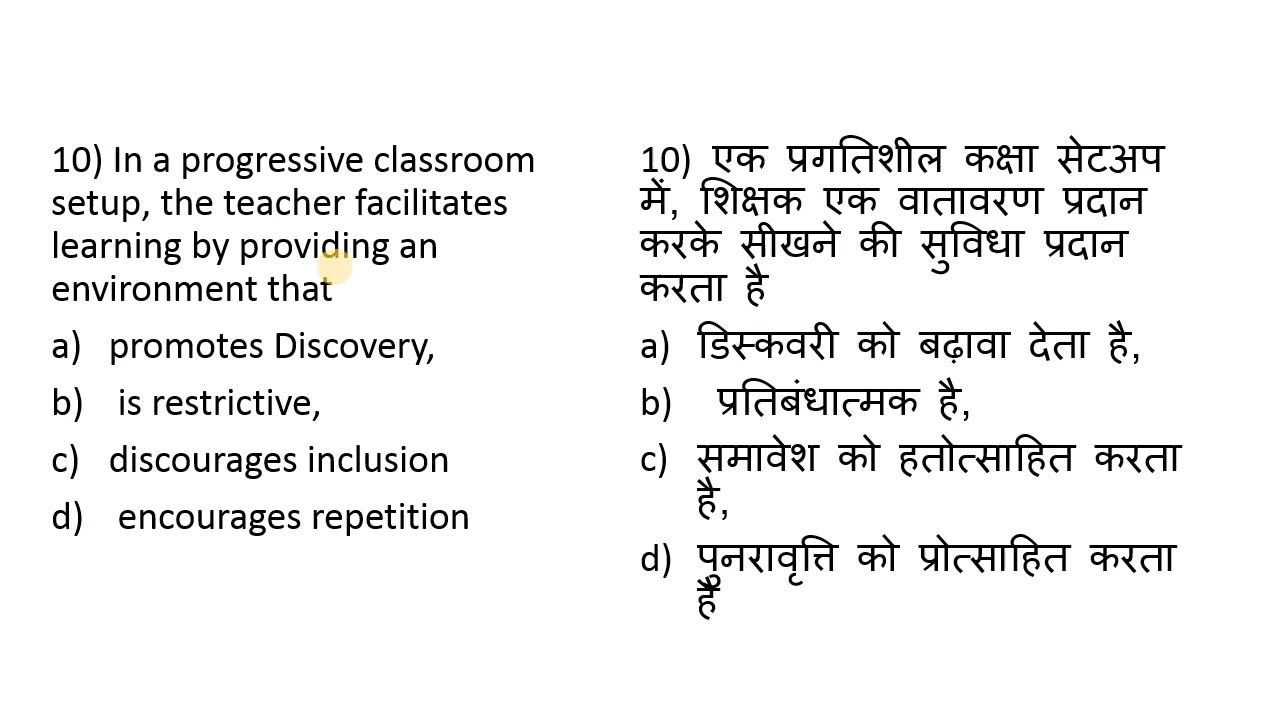 10) In a progressive classroom
setup, the teacher facilitates
learning by providing an
environment that
a) promotes Discovery,
b) is restrictive,
c) discourages inclusion
d) encourages repetition
10) एक प्रगतिशील कक्षा सेटअप
में, शिक्षक एक वातावरण प्रदान
करके सीखने की सुविधा प्रदान
करता है
a) डिस्कवरी को बढ़ावा देता है,
b) प्रतिबंधात्मक है,
c) समावेश को हतोत्साहित करता
है,
d) पुनरावृत्ति को प्रोत्साहित करता
है